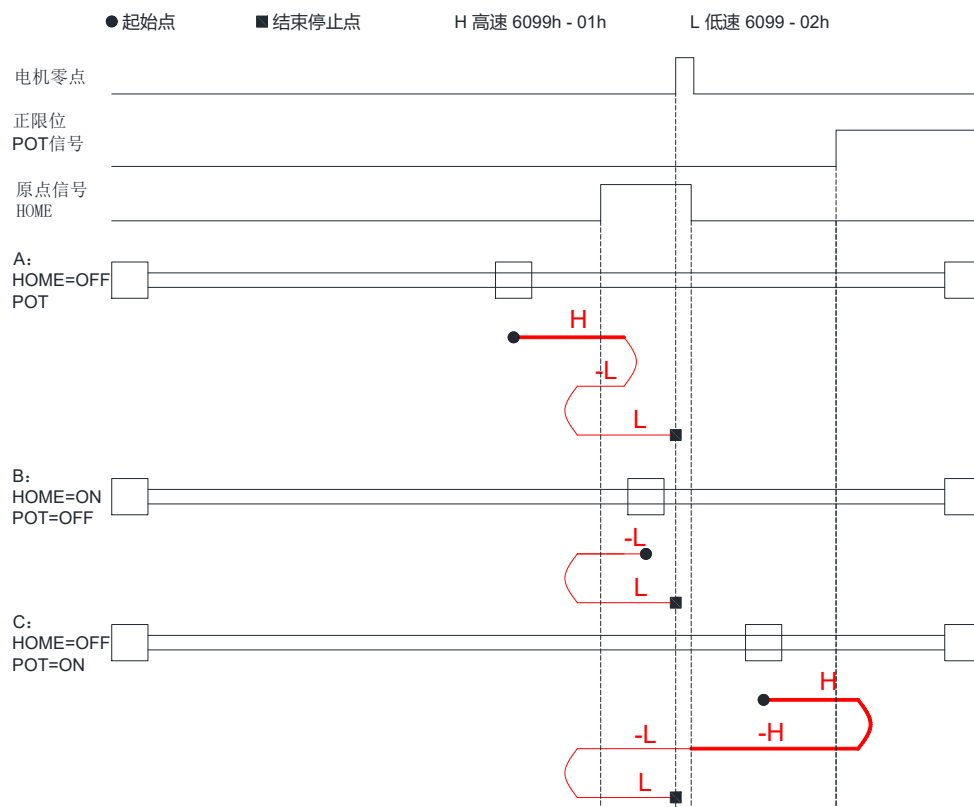 起始点 结束停止点 H 高速 6099h - 01h L 低速 6099 - 02h
电机零点
正限位
POT信号
原点信号
HOME
A:
HOME=OFF
POT
H
-L
L
B:
HOME=ON
POT=OFF
-L
L
C:
HOME=OFF
POT=ON
H
-H
-L
L